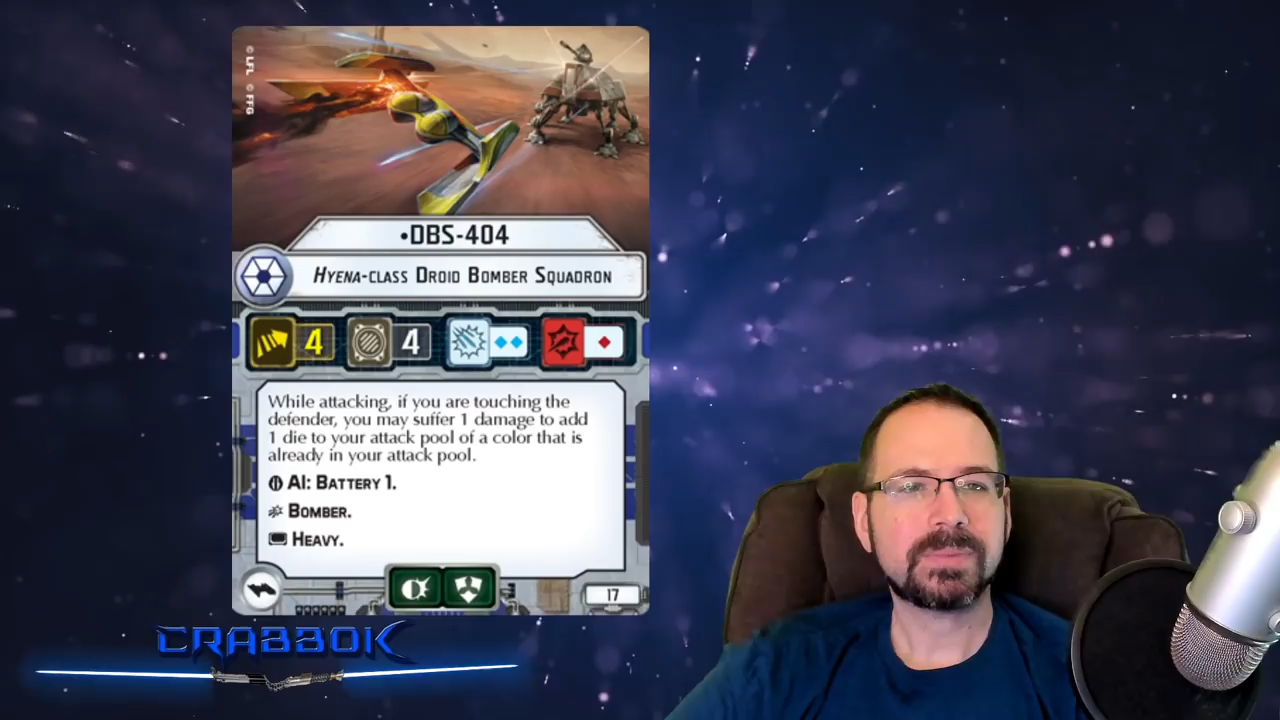 © LFL © FFG
•DBS-404
Hyena-class Droid Bomber Squadron
4 4
While attacking, if you are touching the
defender, you may suffer 1 damage to add
1 die to your attack pool of a color that is
already in your attack pool.
AI: Battery 1.
Bomber.
Heavy.
17
CRABBOK